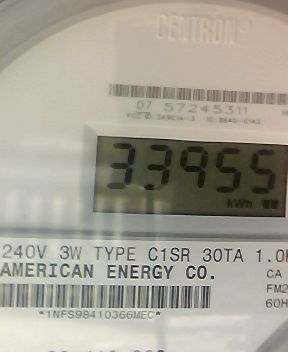 CENTRON®
07 57245311
33955
kWh
240V 3W TYPE C1SR 30TA 1.0
AMERICAN ENERGY CO.
CA
FM2
60H
*1NFS98410366MEC*